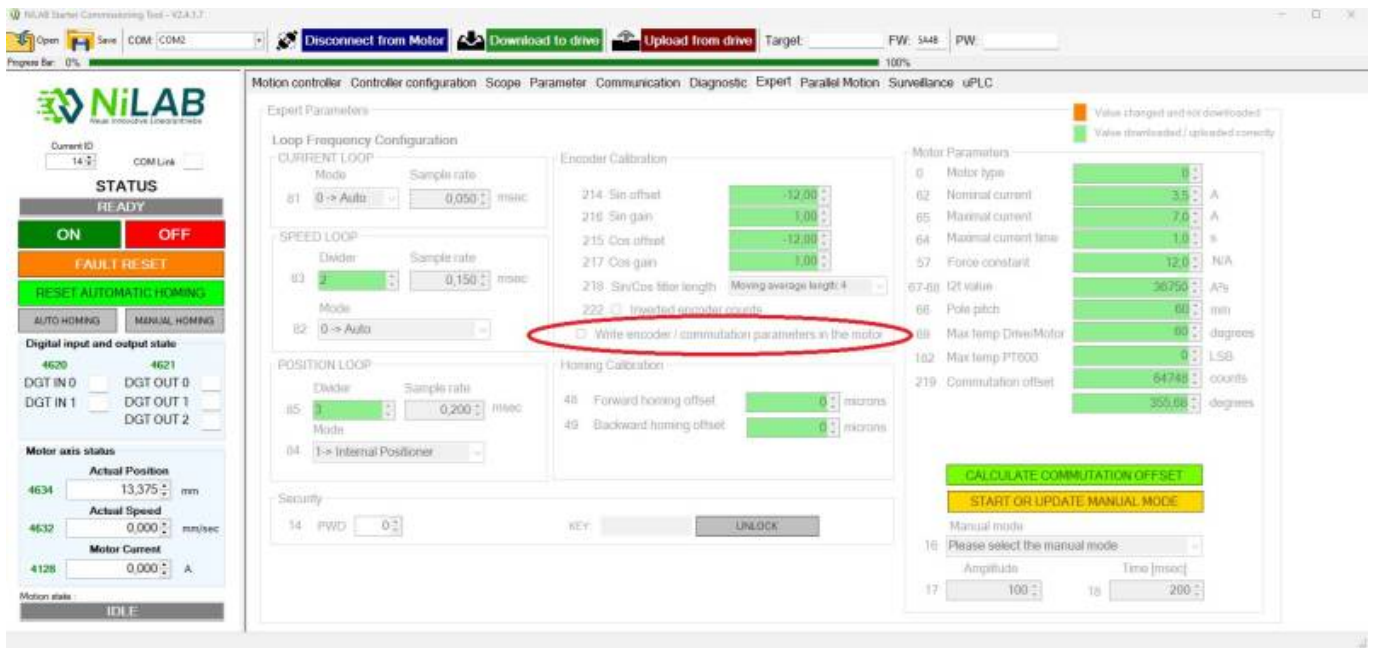 NiLAB Starter Commissioning Tool - V2.4.1.7
Open Save COM: COM2 Disconnect from Motor Download to drive Upload from drive Target: FW: 5A4B PW:
Progress Bar: 0% 100%
Motion controller Controller configuration Scope Parameter Communication Diagnostic Expert Parallel Motion Surveillance uPLC
NiLAB
Neue Innovative Linearantriebe
Current ID
14 COM Link
STATUS
READY
ON OFF
FAULT RESET
RESET AUTOMATIC HOMING
AUTO HOMING MANUAL HOMING
Digital input and output state
4620 4621
DGT IN 0 DGT OUT 0
DGT IN 1 DGT OUT 1
DGT OUT 2
Motor axis status
Actual Position
4634 13,375 mm
Actual Speed
4632 0,000 mm/sec
Motor Current
4128 0,000 A
Motion state :
IDLE
Expert Parameters
Value changed and not downloaded
Value downloaded / uploaded correctly
Loop Frequency Configuration
CURRENT LOOP
Mode Sample rate
81 0 -> Auto 0,050 msec
SPEED LOOP
Divider Sample rate
83 2 0,150 msec
Mode
82 0 -> Auto
POSITION LOOP
Divider Sample rate
85 3 0,200 msec
Mode
84 1-> Internal Positioner
Security
14 PWD 0 KEY: UNLOCK
Encoder Calibration
214 Sin offset -12,00
216 Sin gain 1,00
215 Cos offset -12,00
217 Cos gain 1,00
218 Sin/Cos filter length Moving average length: 4
222 Inverted encoder counts
Write encoder / commutation parameters in the motor
Homing Calibration
48 Forward homing offset 0 microns
49 Backward homing offset 0 microns
Motor Parameters
0 Motor type 0
62 Nominal current 3,5 A
65 Maximal current 7,0 A
64 Maximal current time 1,0 s
57 Force constant 12,0 N/A
67-68 I2t value 36750 A²s
66 Pole pitch 60 mm
69 Max temp Drive/Motor 60 degrees
162 Max temp PT600 0 LSB
219 Commutation offset 64748 counts
355,68 degrees
CALCULATE COMMUTATION OFFSET
START OR UPDATE MANUAL MODE
Manual mode
16 Please select the manual mode
Amplitude Time [msec]
17 100 18 200